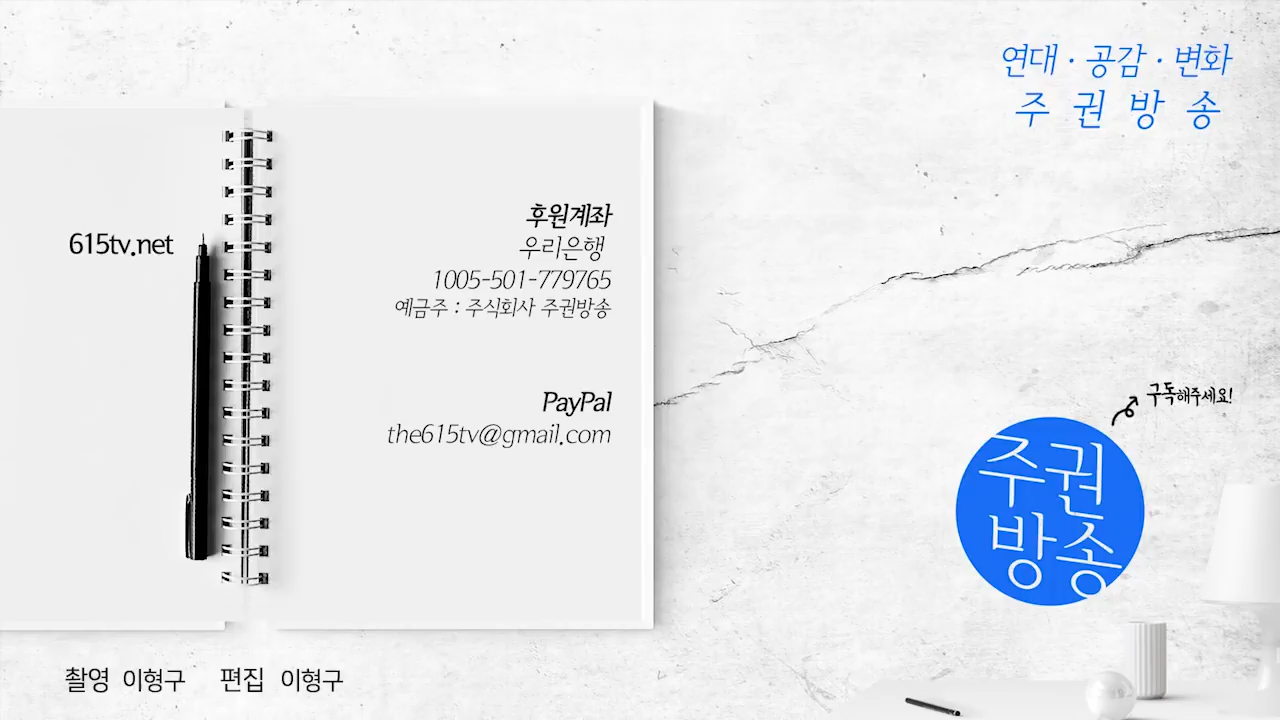 연대 · 공감 · 변화
주 권 방 송
615tv.net
후원계좌
우리은행
1005-501-779765
예금주 : 주식회사 주권방송
PayPal
the615tv@gmail.com
구독해주세요!
주권
방송
촬영 이형구 편집 이형구